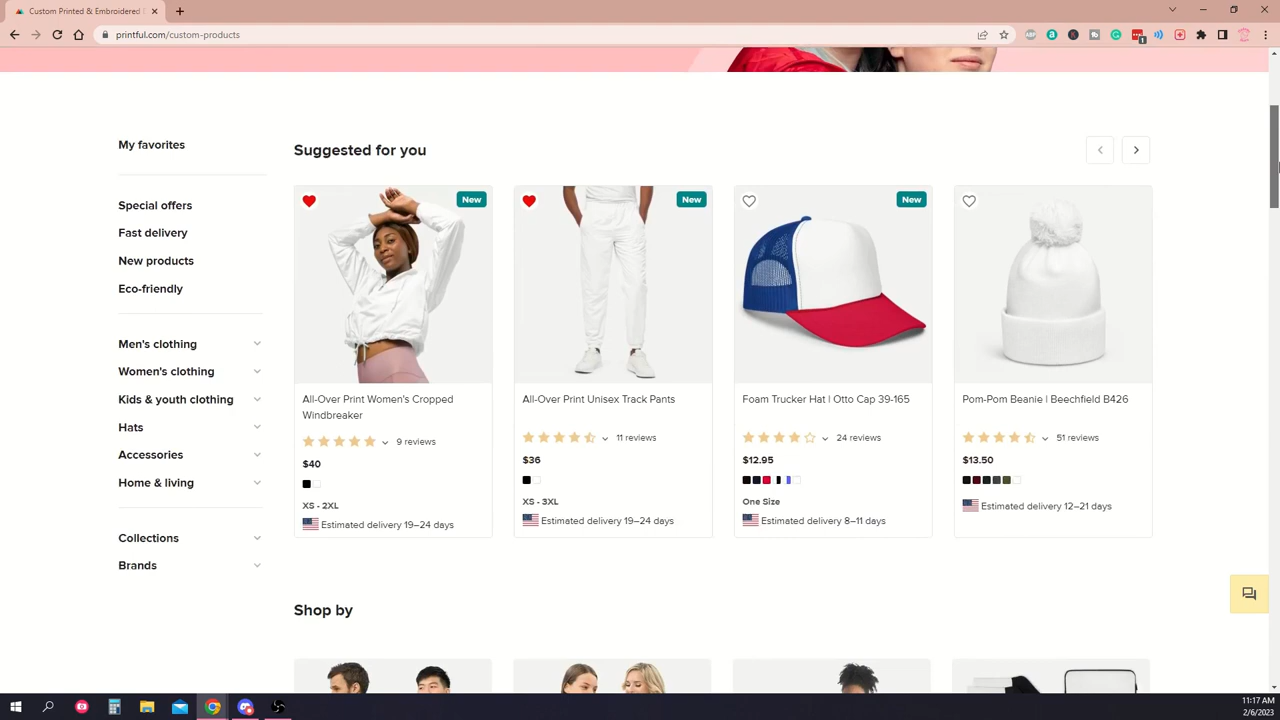 Custom Printed & Embroidered
printful.com/custom-products
1
My favorites
Special offers
Fast delivery
New products
Eco-friendly
Men's clothing
Women's clothing
Kids & youth clothing
Hats
Accessories
Home & living
Collections
Brands
Suggested for you
New
All-Over Print Women's Cropped
Windbreaker
9 reviews
$40
XS - 2XL
Estimated delivery 19–24 days
New
All-Over Print Unisex Track Pants
11 reviews
$36
XS - 3XL
Estimated delivery 19–24 days
New
Foam Trucker Hat | Otto Cap 39-165
24 reviews
$12.95
One Size
Estimated delivery 8–11 days
Pom-Pom Beanie | Beechfield B426
51 reviews
$13.50
Estimated delivery 12–21 days
Shop by
11:17 AM
2/6/2023